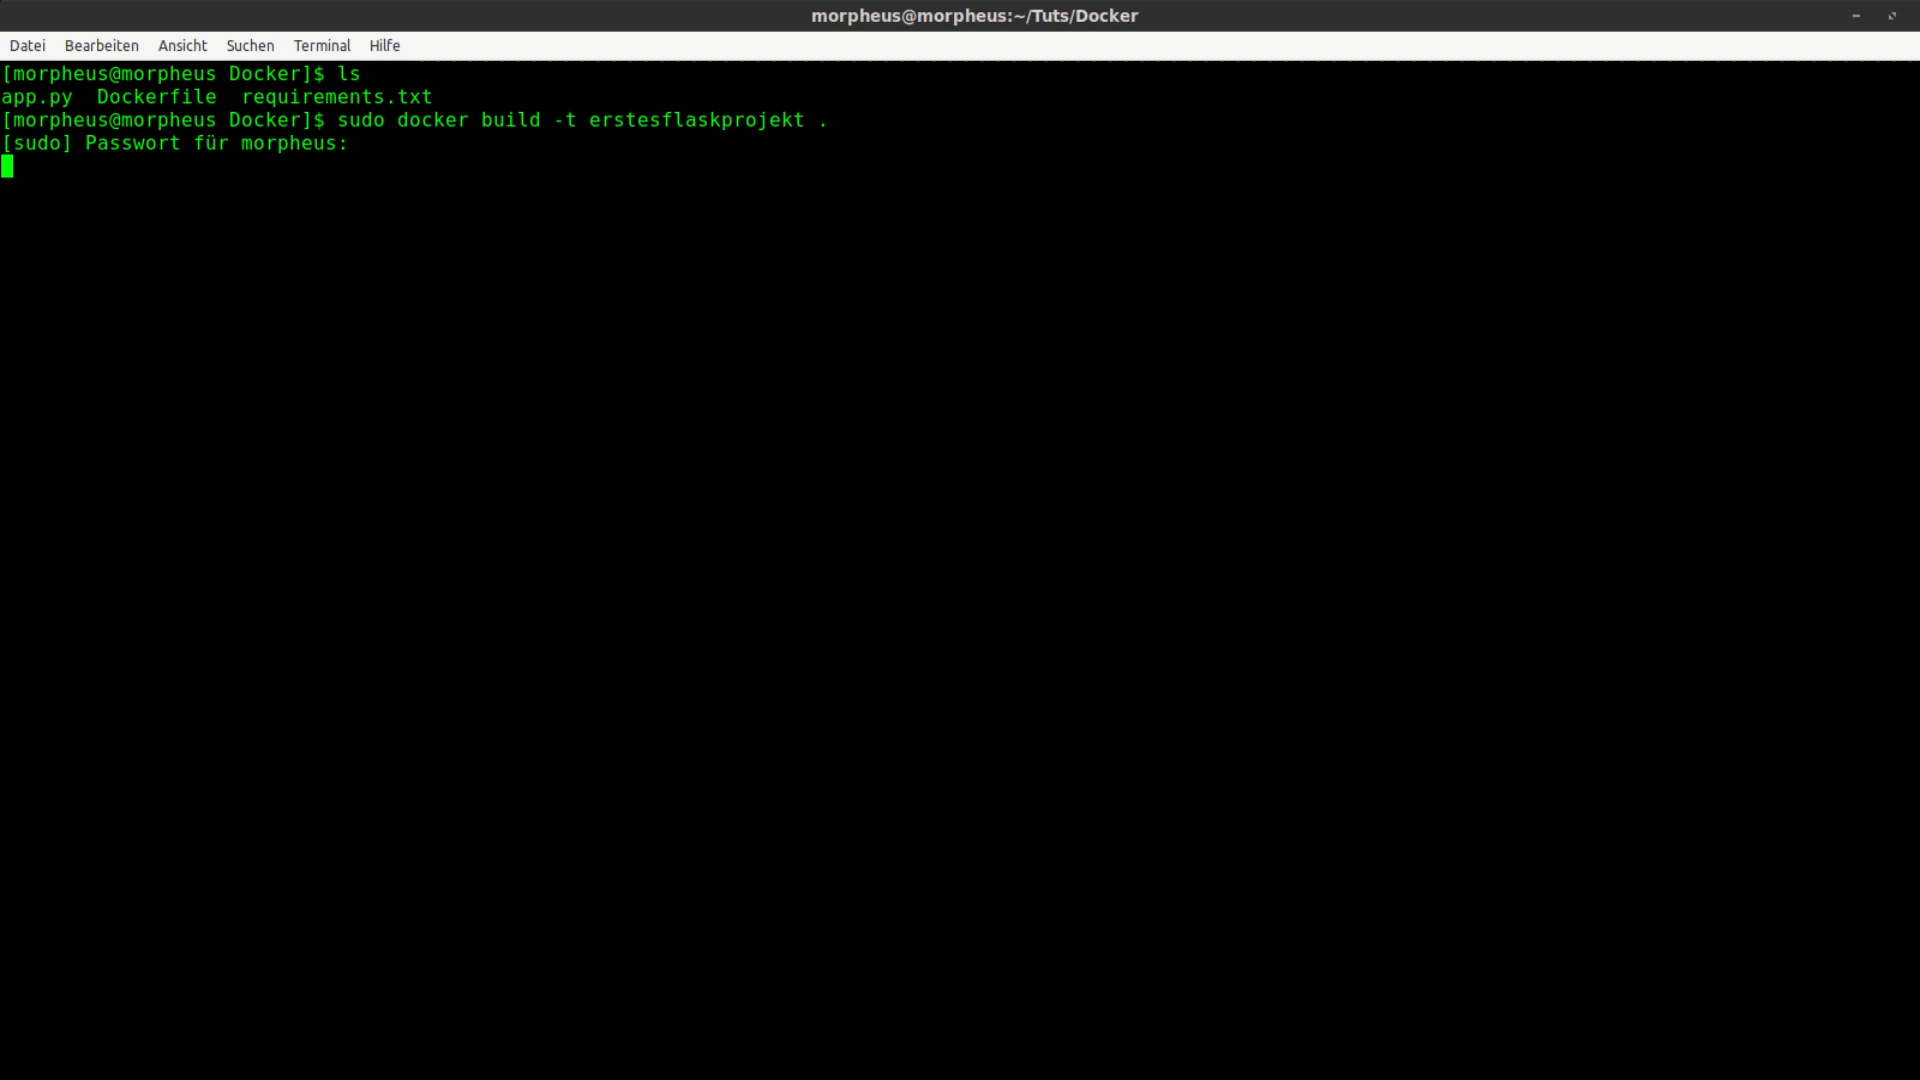 morpheus@morpheus:~/Tuts/Docker
Datei Bearbeiten Ansicht Suchen Terminal Hilfe
[morpheus@morpheus Docker]$ ls
app.py  Dockerfile  requirements.txt
[morpheus@morpheus Docker]$ sudo docker build -t erstesflaskprojekt .
[sudo] Passwort für morpheus: